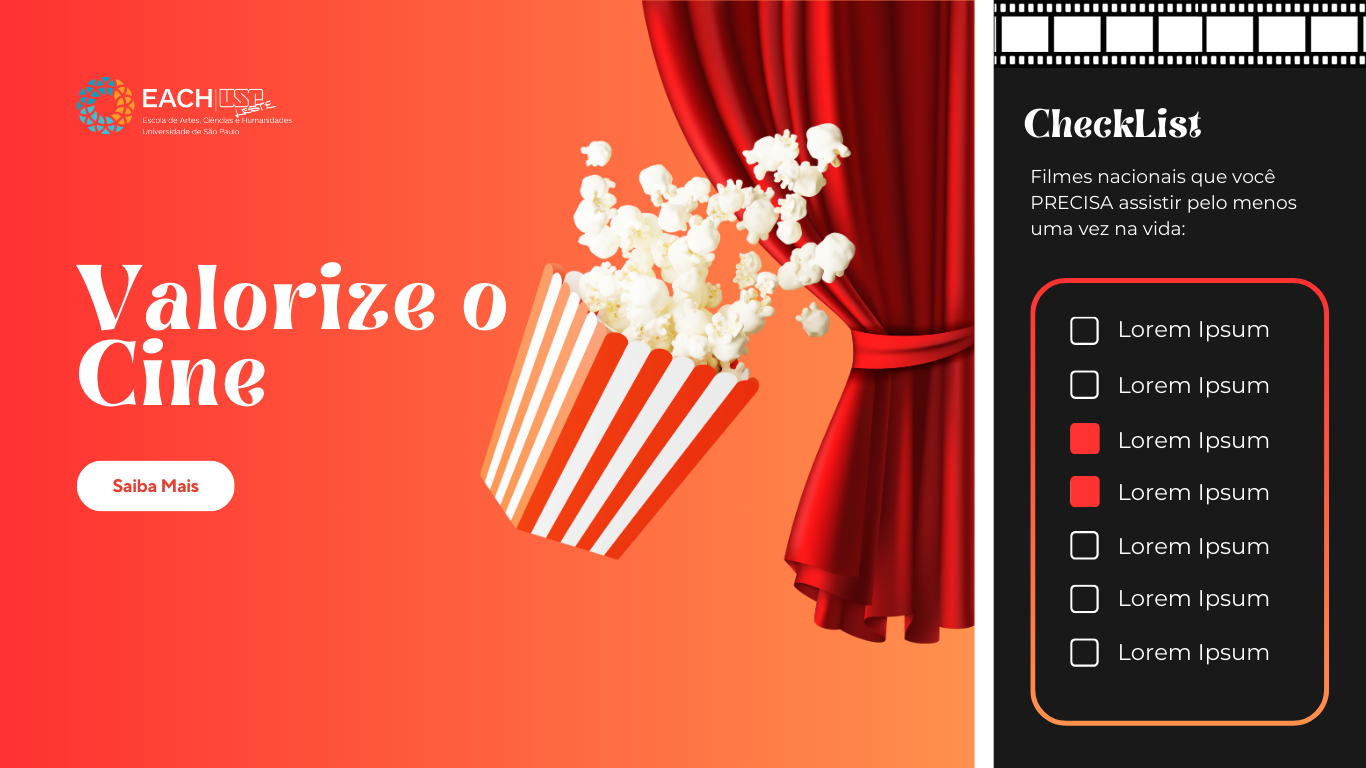 EACH USP
LESTE
Escola de Artes, Ciências e Humanidades
Universidade de São Paulo
Valorize o
Cine
Saiba Mais
CheckList
Filmes nacionais que você
PRECISA assistir pelo menos
uma vez na vida:
Lorem Ipsum
Lorem Ipsum
Lorem Ipsum
Lorem Ipsum
Lorem Ipsum
Lorem Ipsum
Lorem Ipsum